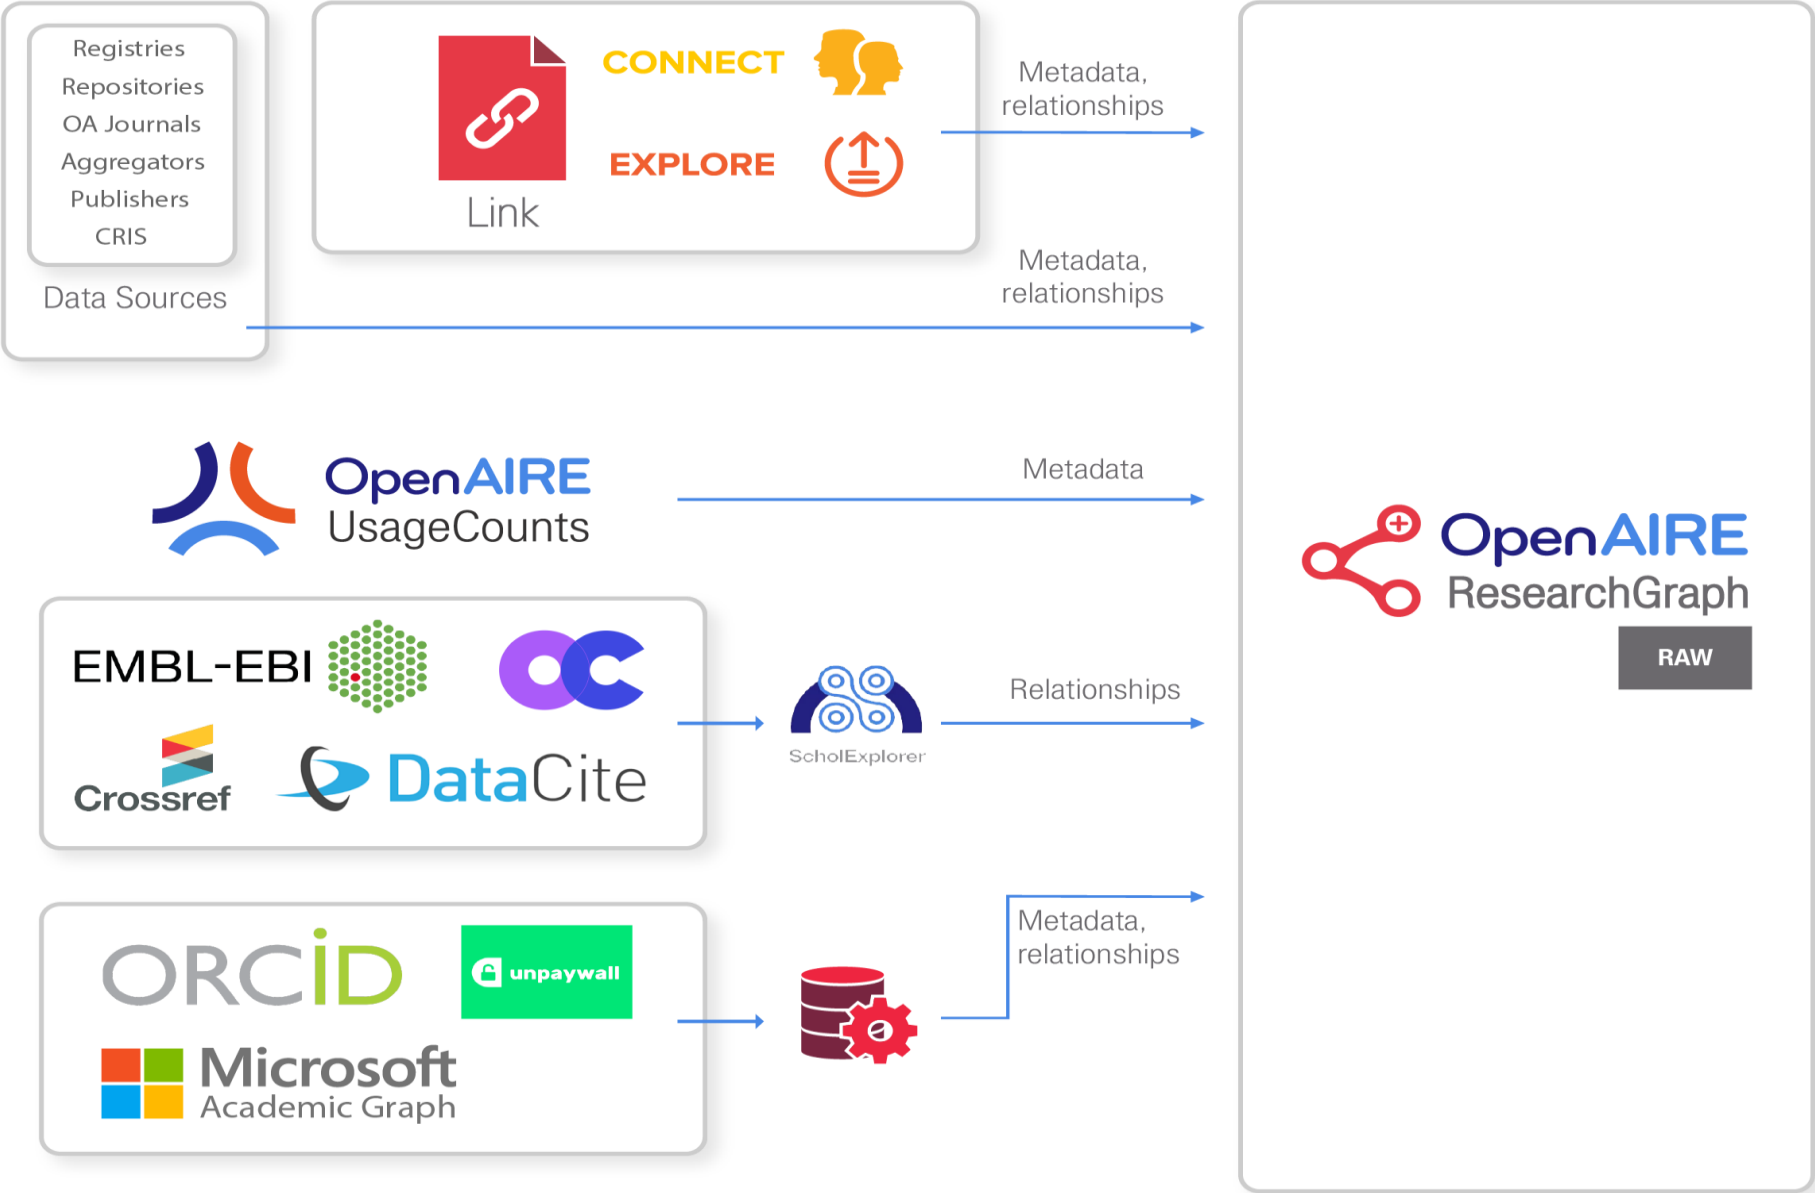 Registries
Repositories
OA Journals
Aggregators
Publishers
CRIS
Data Sources
CONNECT
EXPLORE
Link
Metadata,
relationships
Metadata,
relationships
OpenAIRE
UsageCounts
Metadata
EMBL-EBI
OC
Crossref
DataCite
ScholExplorer
Relationships
ORCiD
unpaywall
Microsoft
Academic Graph
Metadata,
relationships
OpenAIRE
ResearchGraph
RAW